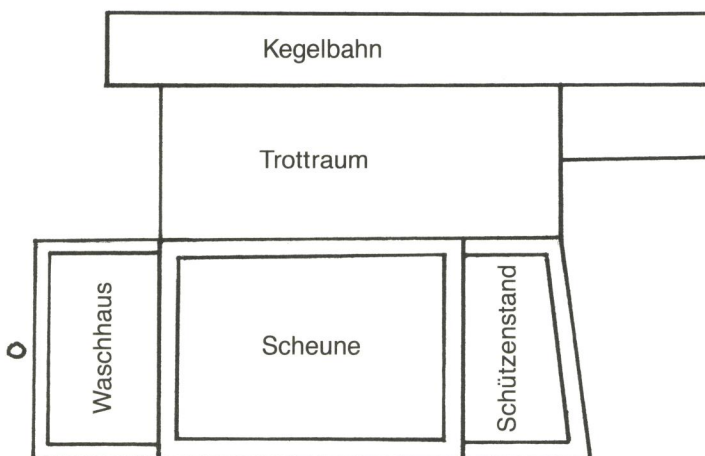 Kegelbahn
Trottraum
Waschhaus
Scheune
Schützenstand